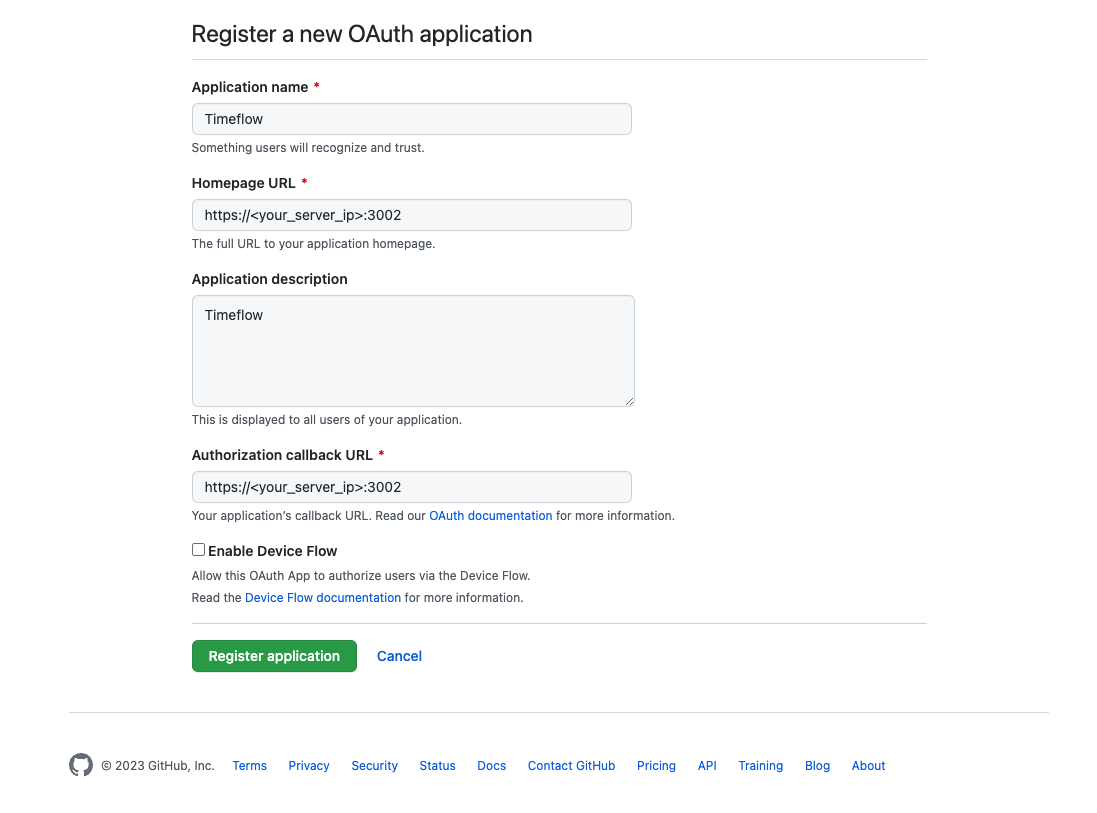 Register a new OAuth application
Application name *
Timeflow
Something users will recognize and trust.
Homepage URL *
https://<your_server_ip>:3002
The full URL to your application homepage.
Application description
Timeflow
This is displayed to all users of your application.
Authorization callback URL *
https://<your_server_ip>:3002
Your application’s callback URL. Read our OAuth documentation for more information.
Enable Device Flow
Allow this OAuth App to authorize users via the Device Flow.
Read the Device Flow documentation for more information.
Register application Cancel
© 2023 GitHub, Inc. Terms Privacy Security Status Docs Contact GitHub Pricing API Training Blog About